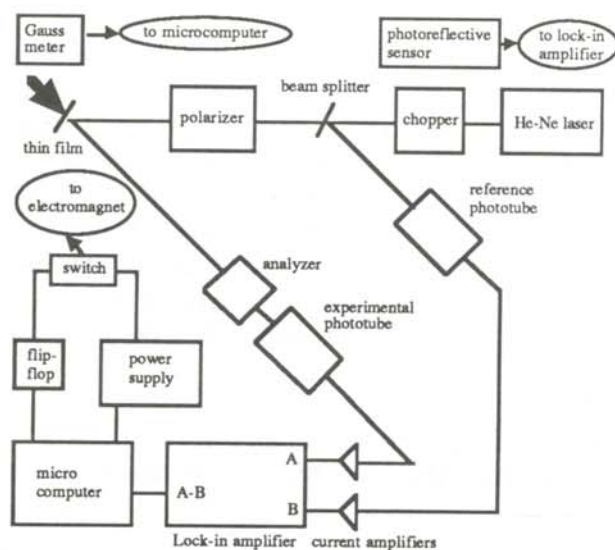 Gauss
meter
to microcomputer
photoreflective
sensor
to lock-in
amplifier
beam splitter
polarizer
chopper
He-Ne laser
thin film
to
electromagnet
reference
phototube
switch
analyzer
experimental
phototube
flip-
flop
power
supply
micro
computer
A-B
A
B
Lock-in amplifier
current amplifiers